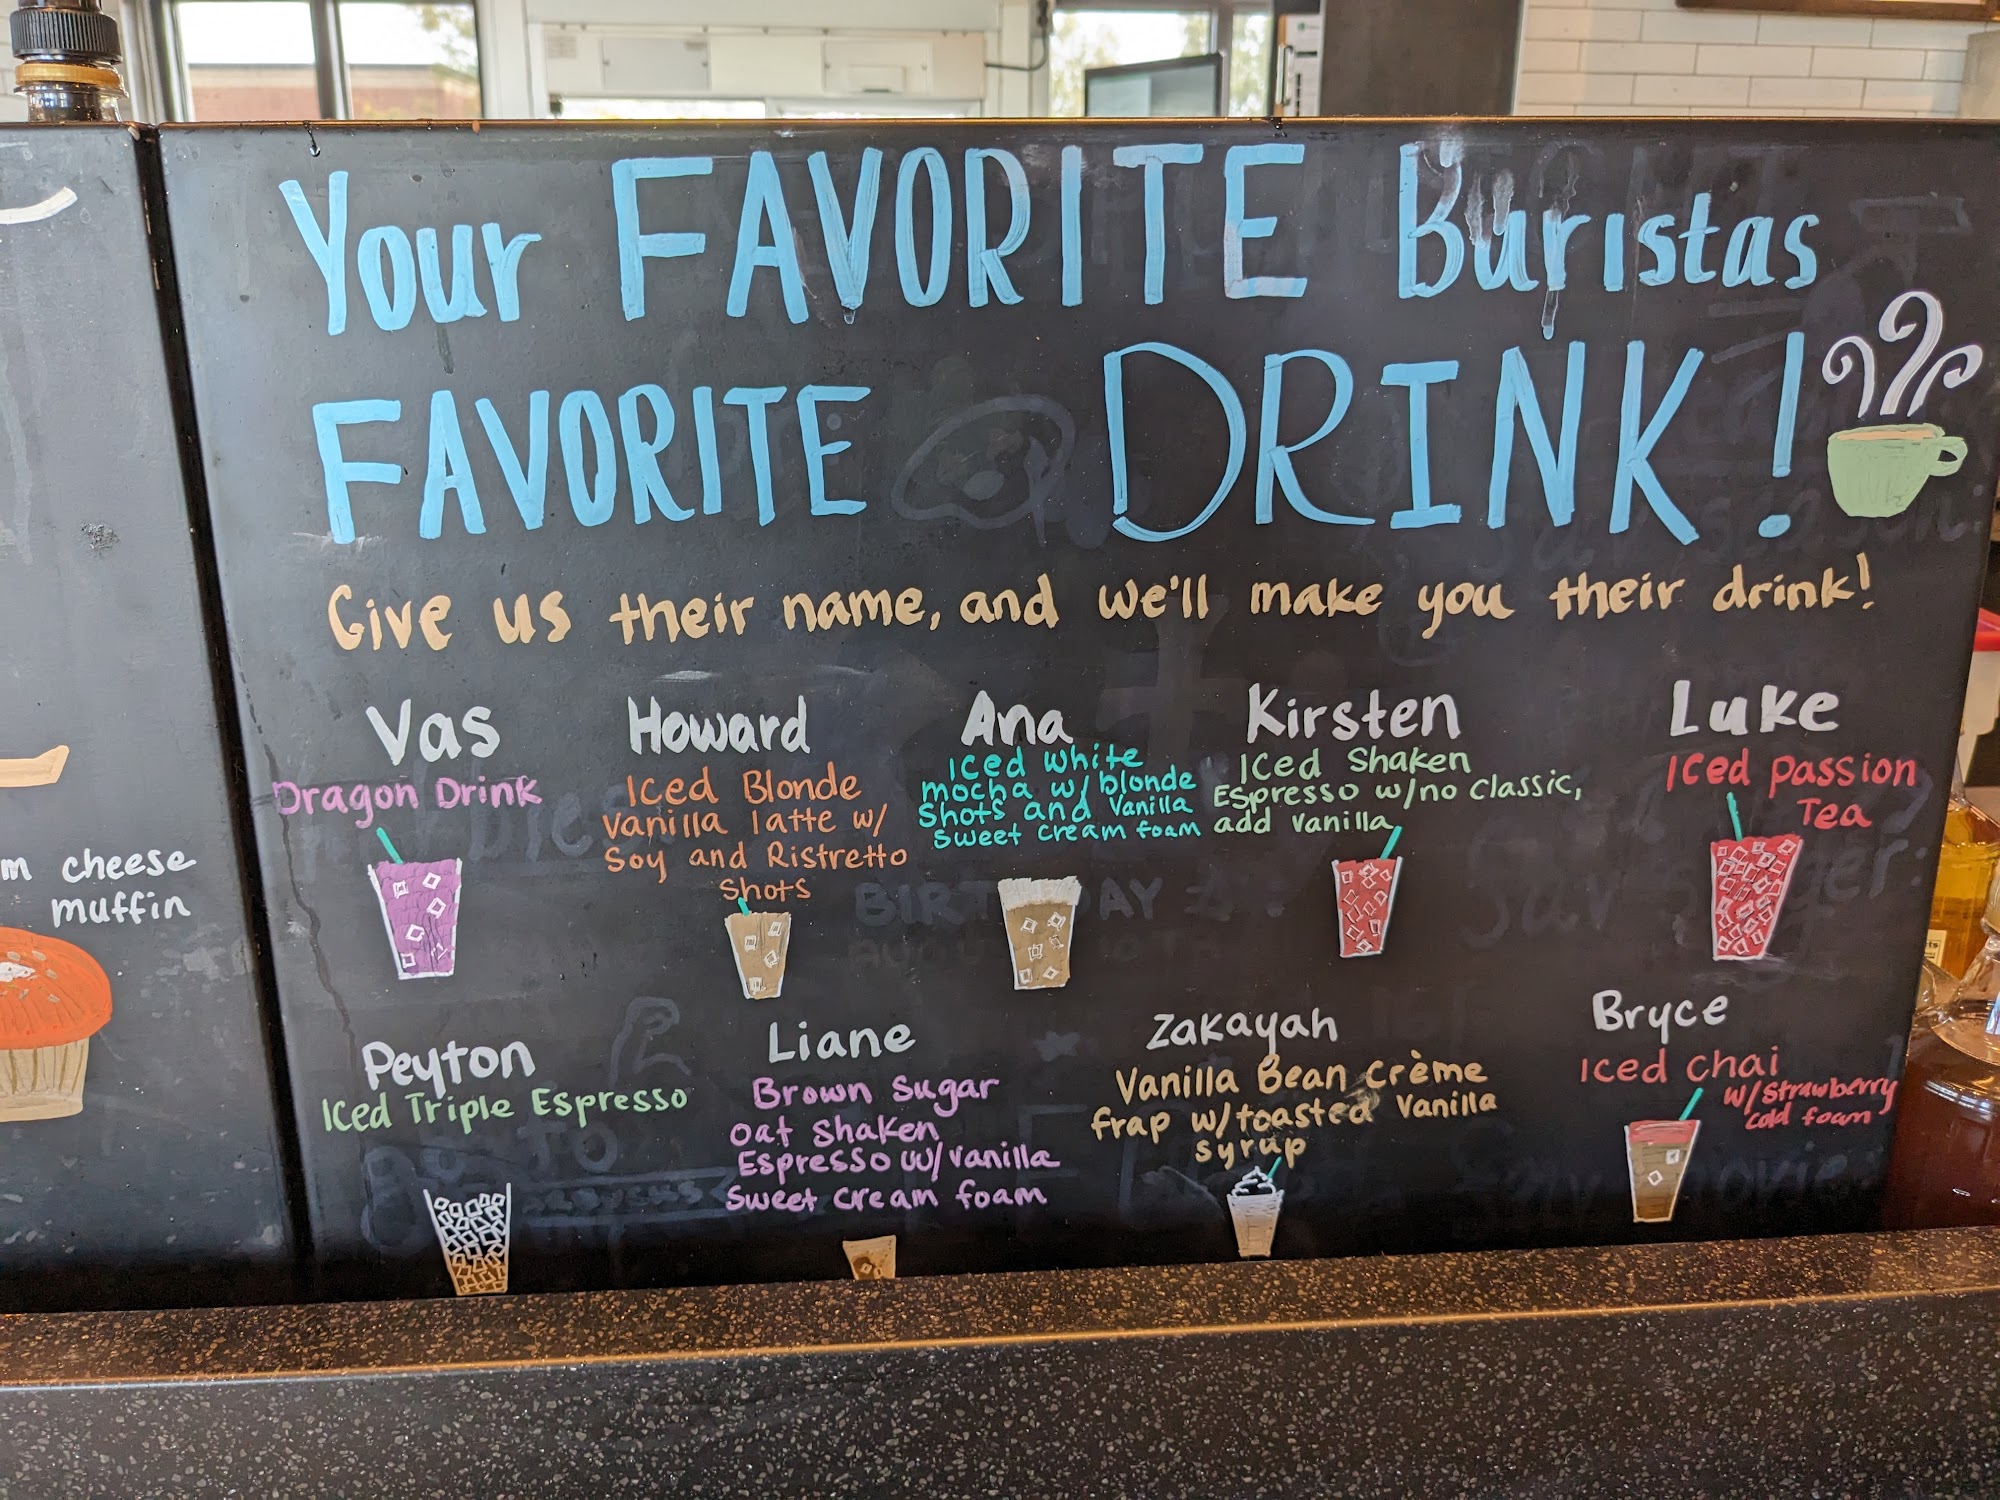 Your FAVORITE Buristas
FAVORITE DRINK!
Give us their name, and we'll make you their drink!
Vas
Dragon Drink
Howard
Iced Blonde
Vanilla latte w/
Soy and Ristretto
shots
Ana
Iced white
mocha w/ blonde
Shots and Vanilla
sweet cream foam
Kirsten
Iced Shaken
Espresso w/no classic,
add vanilla
Luke
Iced passion
Tea
Peyton
Iced Triple Espresso
Liane
Brown Sugar
oat shaken
Espresso w/vanilla
sweet cream foam
Zakayah
Vanilla Bean crème
frap w/toasted vanilla
syrup
Bryce
Iced chai
w/strawberry
cold foam
m cheese
muffin
BIRTHDAY